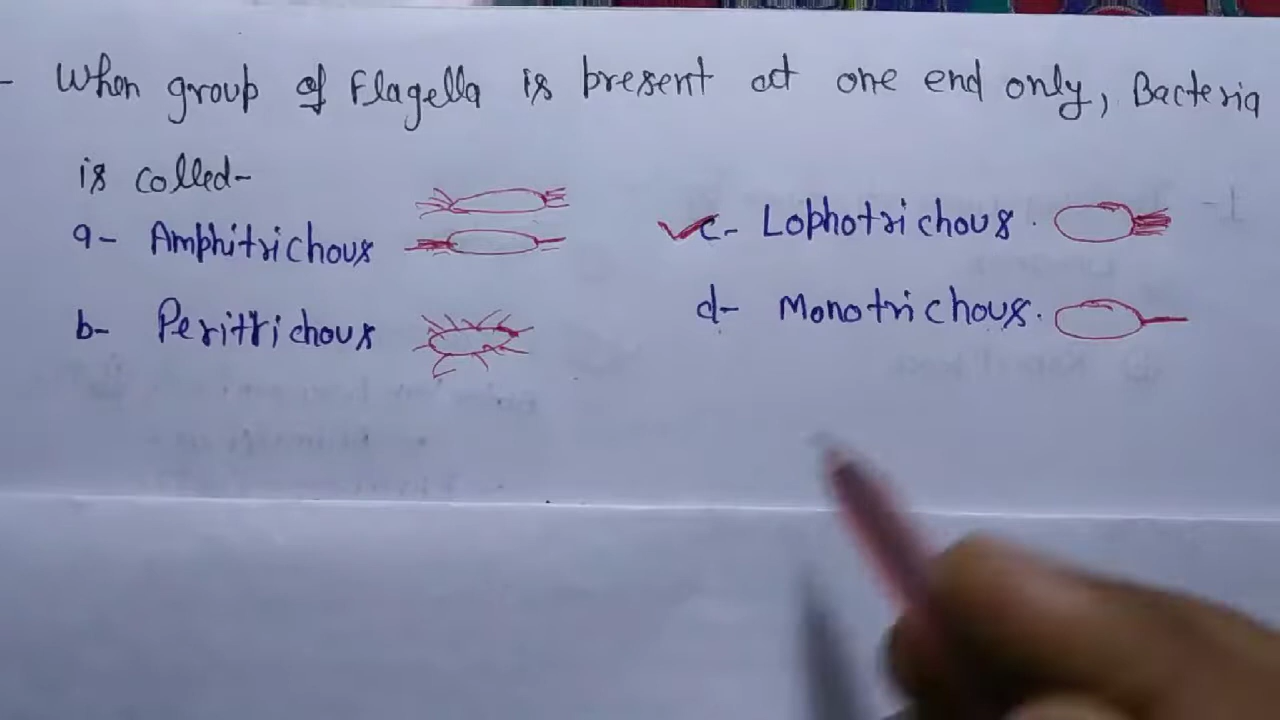 - When group of Flagella is present at one end only, Bacteria
is called-
a- Amphitrichous
c- Lophotrichous.
b- Peritrichous
d- Monotrichous.